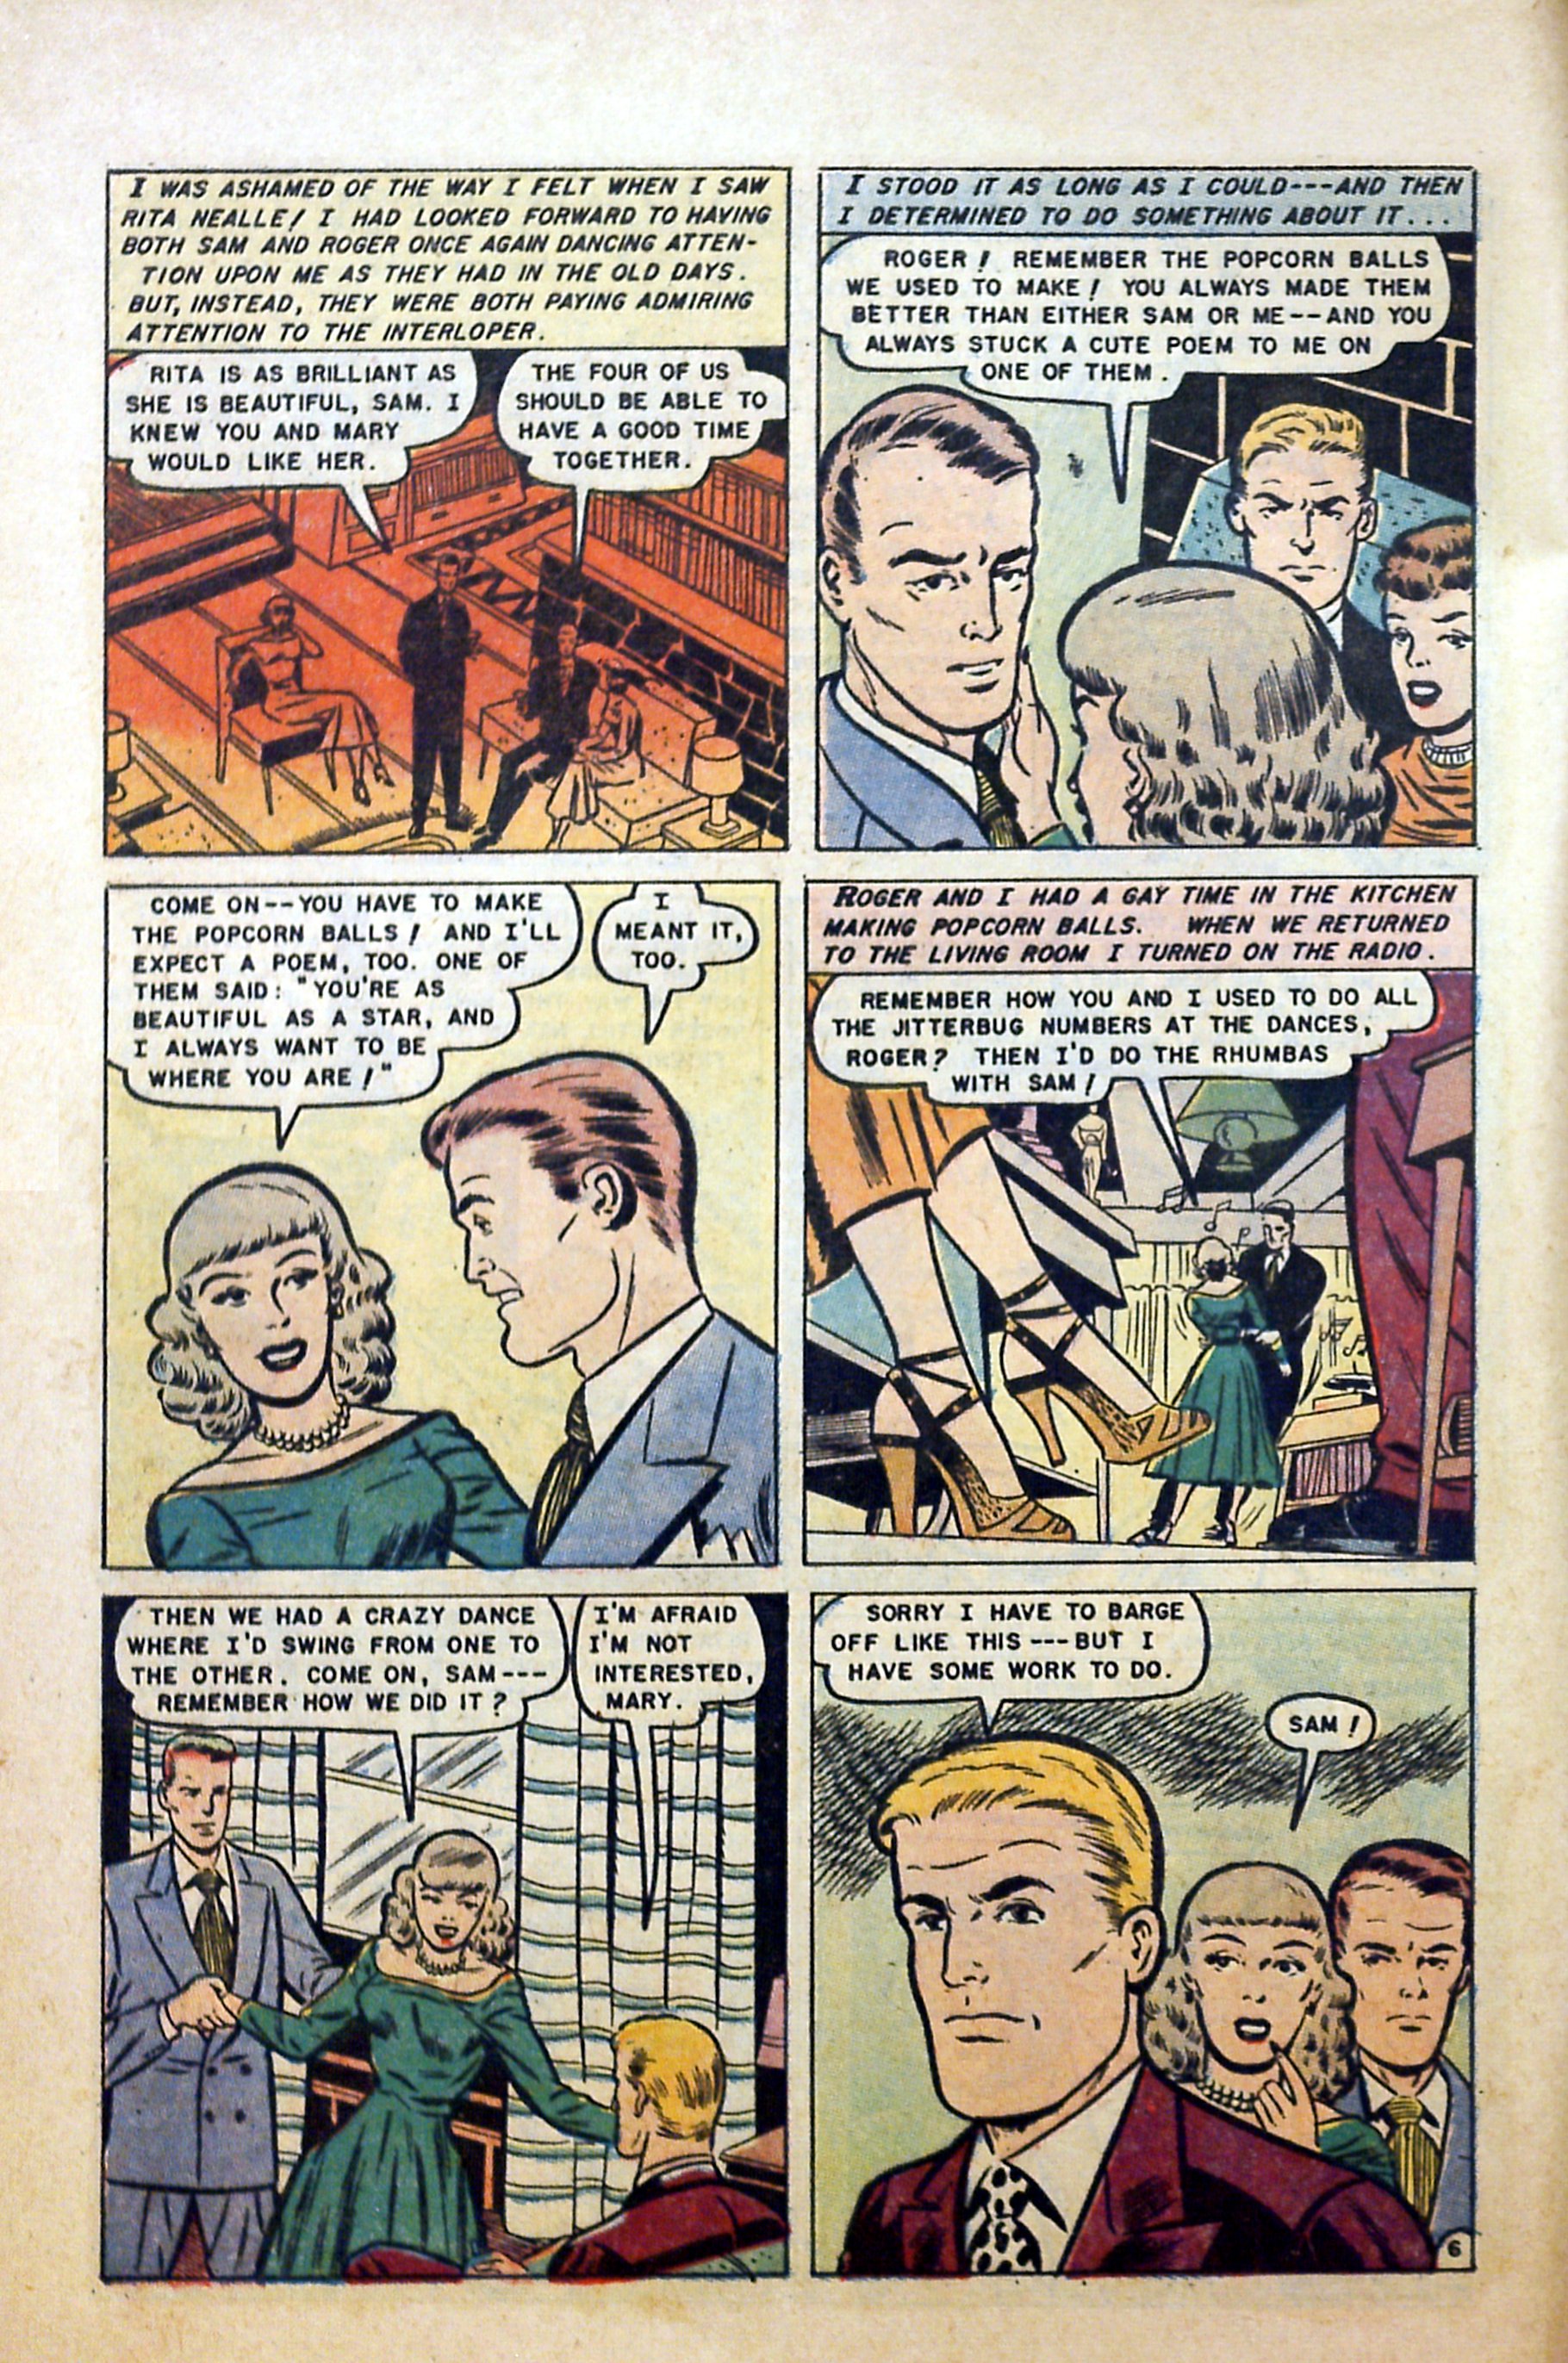 I WAS ASHAMED OF THE WAY I FELT WHEN I SAW
RITA NEALLE! I HAD LOOKED FORWARD TO HAVING
BOTH SAM AND ROGER ONCE AGAIN DANCING ATTEN-
TION UPON ME AS THEY HAD IN THE OLD DAYS.
BUT, INSTEAD, THEY WERE BOTH PAYING ADMIRING
ATTENTION TO THE INTERLOPER.
RITA IS AS BRILLIANT AS
SHE IS BEAUTIFUL, SAM. I
KNEW YOU AND MARY
WOULD LIKE HER.
THE FOUR OF US
SHOULD BE ABLE TO
HAVE A GOOD TIME
TOGETHER.
I STOOD IT AS LONG AS I COULD---AND THEN
I DETERMINED TO DO SOMETHING ABOUT IT...
ROGER! REMEMBER THE POPCORN BALLS
WE USED TO MAKE! YOU ALWAYS MADE THEM
BETTER THAN EITHER SAM OR ME--AND YOU
ALWAYS STUCK A CUTE POEM TO ME ON
ONE OF THEM.
COME ON--YOU HAVE TO MAKE
THE POPCORN BALLS! AND I'LL
EXPECT A POEM, TOO. ONE OF
THEM SAID: "YOU'RE AS
BEAUTIFUL AS A STAR, AND
I ALWAYS WANT TO BE
WHERE YOU ARE!"
I
MEANT IT,
TOO.
ROGER AND I HAD A GAY TIME IN THE KITCHEN
MAKING POPCORN BALLS. WHEN WE RETURNED
TO THE LIVING ROOM I TURNED ON THE RADIO.
REMEMBER HOW YOU AND I USED TO DO ALL
THE JITTERBUG NUMBERS AT THE DANCES,
ROGER? THEN I'D DO THE RHUMBAS
WITH SAM!
THEN WE HAD A CRAZY DANCE
WHERE I'D SWING FROM ONE TO
THE OTHER. COME ON, SAM---
REMEMBER HOW WE DID IT?
I'M AFRAID
I'M NOT
INTERESTED,
MARY.
SORRY I HAVE TO BARGE
OFF LIKE THIS---BUT I
HAVE SOME WORK TO DO.
SAM!
6